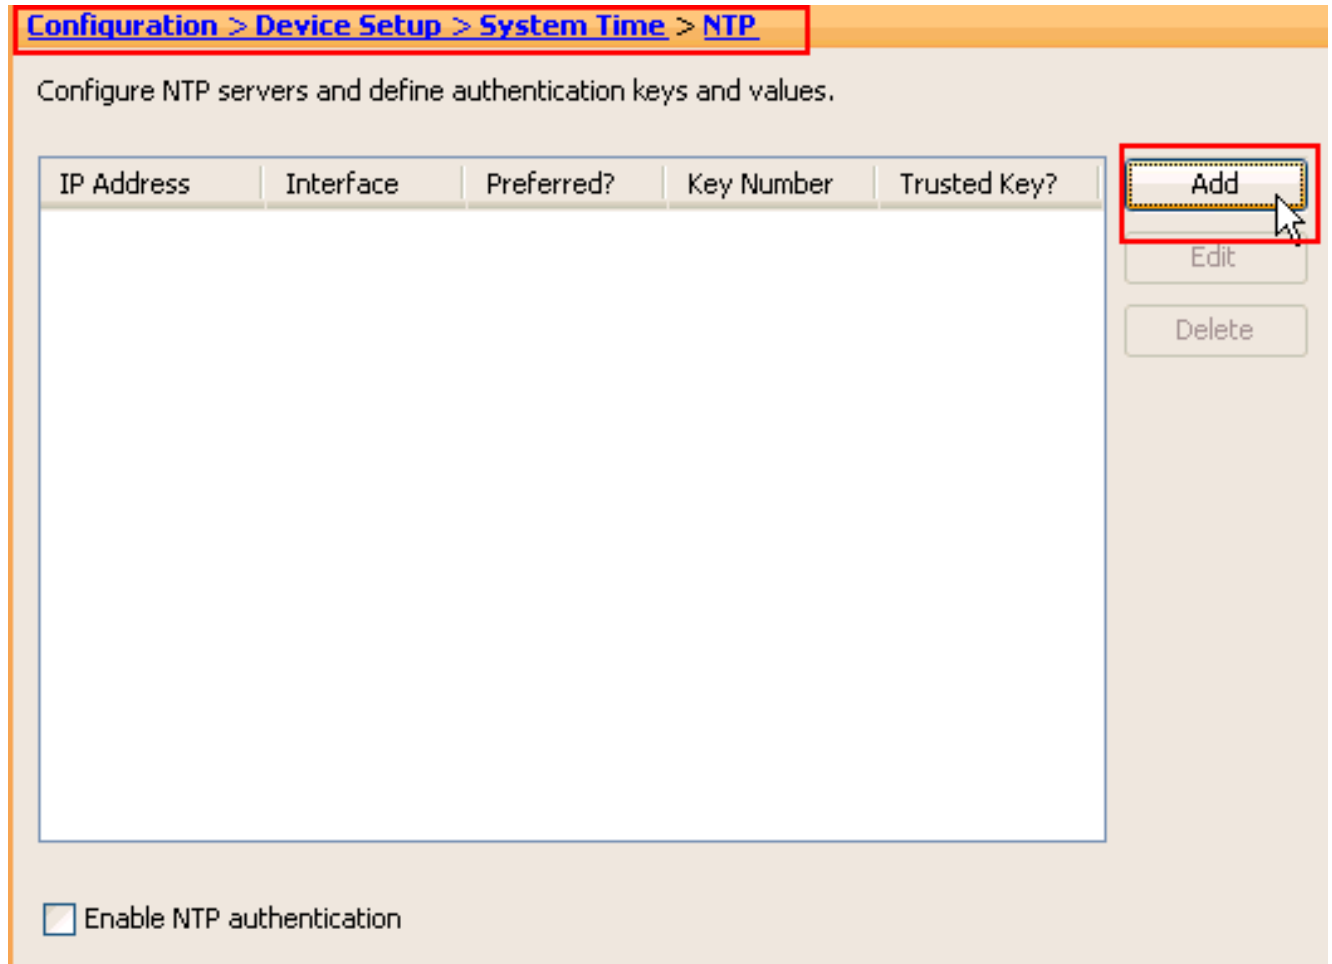 Configuration > Device Setup > System Time > NTP
Configure NTP servers and define authentication keys and values.
IP Address Interface Preferred? Key Number Trusted Key? Add
Edit
Delete
Enable NTP authentication